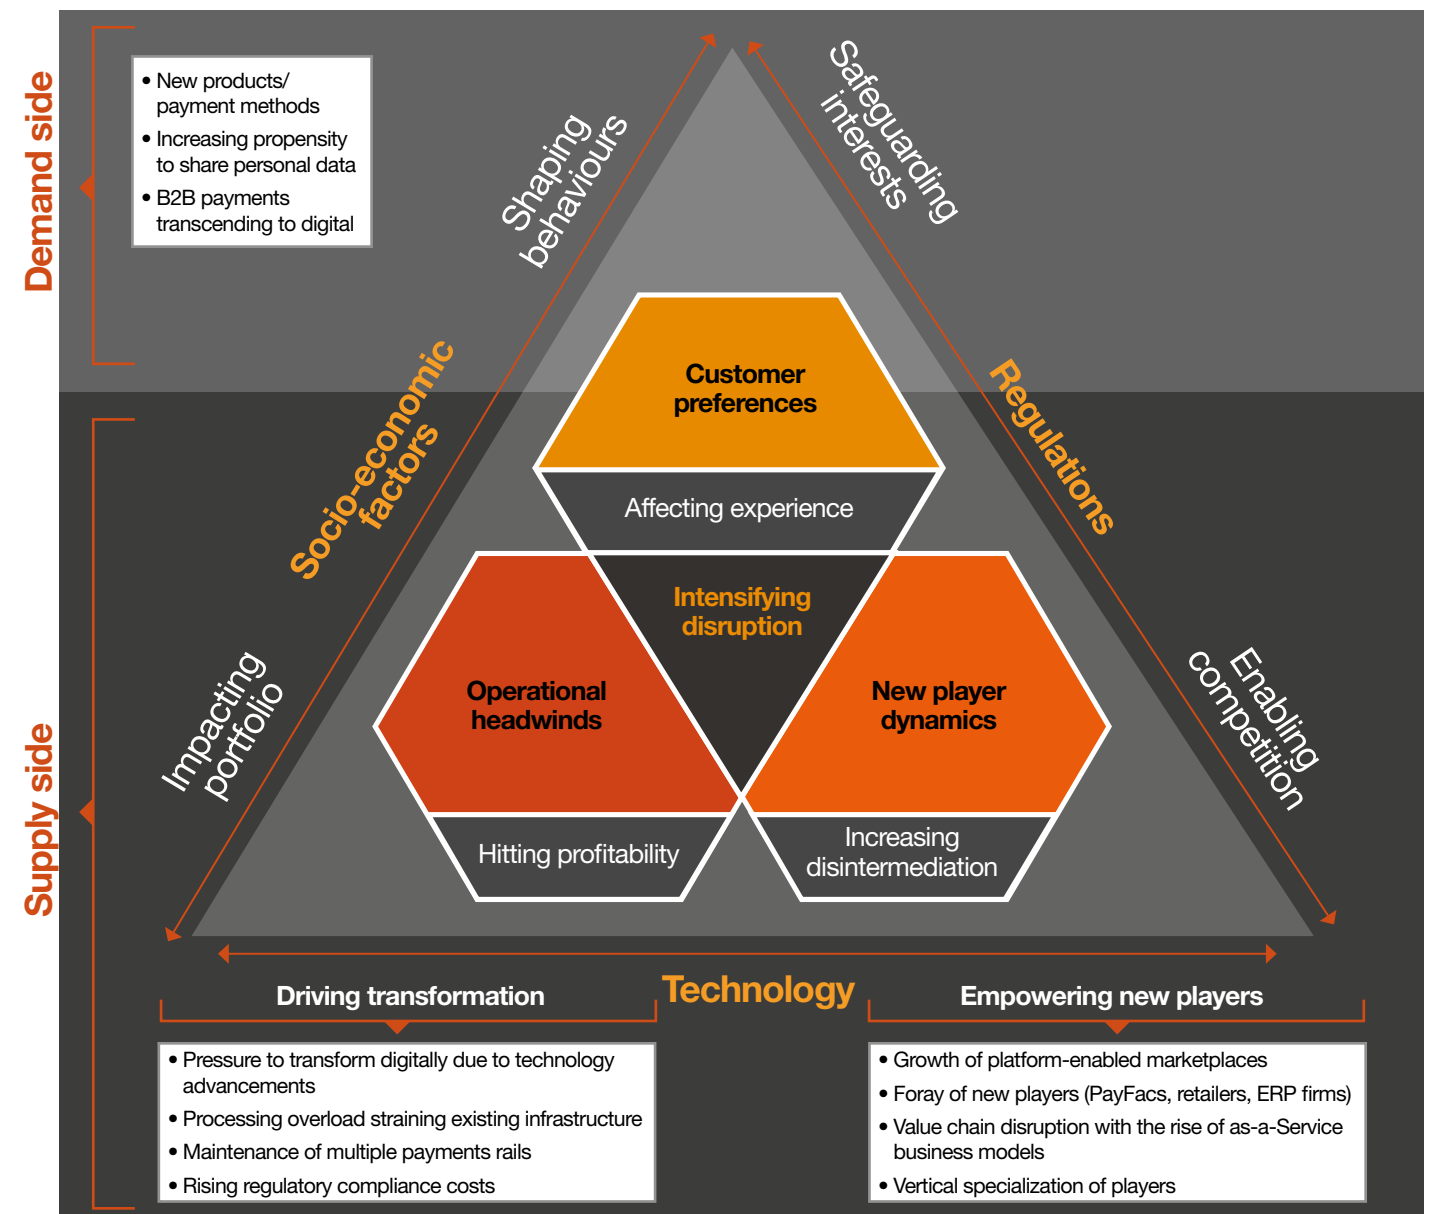 Demand side
• New products/
payment methods
• Increasing propensity
to share personal data
• B2B payments
transcending to digital
Shaping
behaviours
Safeguarding
interests
Socio-economic
factors
Regulations
Customer
preferences
Affecting experience
Intensifying
disruption
Operational
headwinds
New player
dynamics
Supply side
Impacting
portfolio
Enabling
competition
Hitting profitability
Increasing
disintermediation
Technology
Driving transformation
• Pressure to transform digitally due to technology
advancements
• Processing overload straining existing infrastructure
• Maintenance of multiple payments rails
• Rising regulatory compliance costs
Empowering new players
• Growth of platform-enabled marketplaces
• Foray of new players (PayFacs, retailers, ERP firms)
• Value chain disruption with the rise of as-a-Service
business models
• Vertical specialization of players